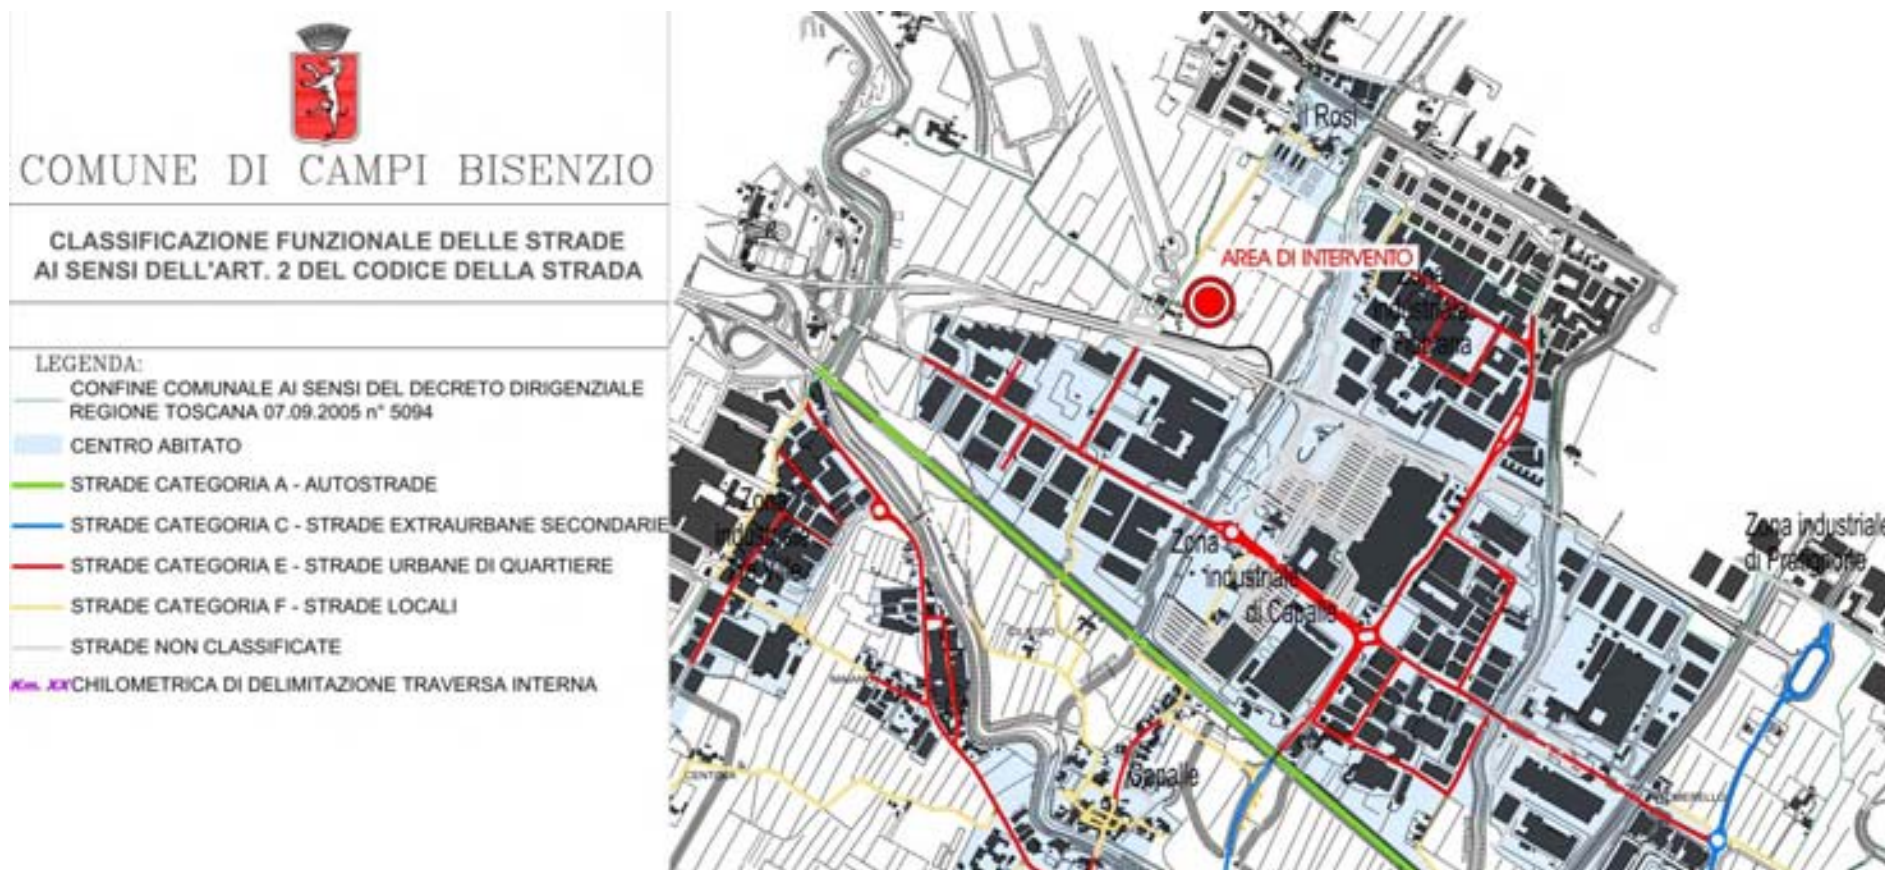 COMUNE DI CAMPI BISENZIO
CLASSIFICAZIONE FUNZIONALE DELLE STRADE
AI SENSI DELL'ART. 2 DEL CODICE DELLA STRADA
LEGENDA:
CONFINE COMUNALE AI SENSI DEL DECRETO DIRIGENZIALE
REGIONE TOSCANA 07.09.2005 n° 5094
CENTRO ABITATO
STRADE CATEGORIA A - AUTOSTRADE
STRADE CATEGORIA C - STRADE EXTRAURBANE SECONDARIE
STRADE CATEGORIA E - STRADE URBANE DI QUARTIERE
STRADE CATEGORIA F - STRADE LOCALI
STRADE NON CLASSIFICATE
Km. XX CHILOMETRICA DI DELIMITAZIONE TRAVERSA INTERNA
il Rosi
AREA DI INTERVENTO
Zona
industriale
Zona
Zona
industriale
di Capalle
Zona industriale
Capalle